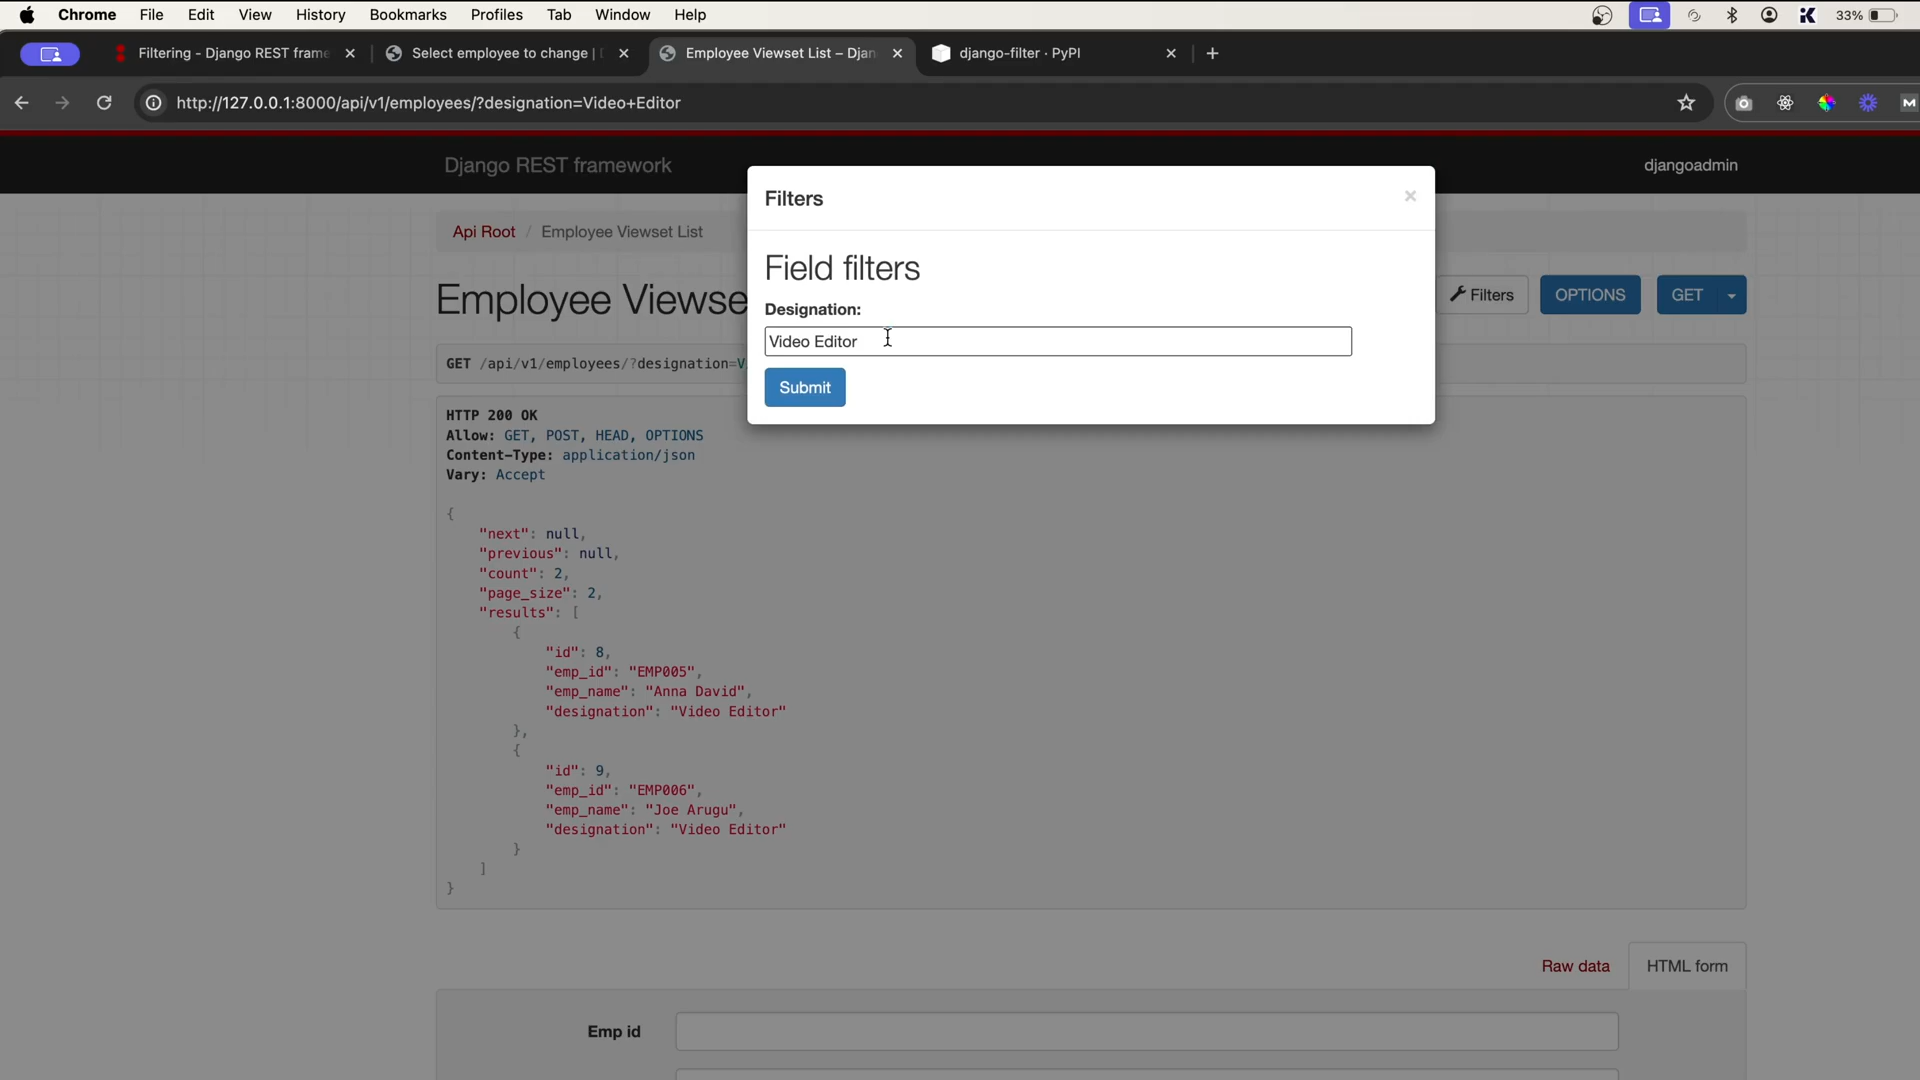 Chrome File Edit View History Bookmarks Profiles Tab Window Help 33%
Filtering - Django REST frame Select employee to change | Employee Viewset List – Djan django-filter · PyPI
http://127.0.0.1:8000/api/v1/employees/?designation=Video+Editor
Django REST framework djangoadmin
Filters
Api Root / Employee Viewset List
Field filters
Employee Viewse Filters OPTIONS GET
Designation:
Video Editor
GET /api/v1/employees/?designation=V
Submit
HTTP 200 OK
Allow: GET, POST, HEAD, OPTIONS
Content-Type: application/json
Vary: Accept
{
"next": null,
"previous": null,
"count": 2,
"page_size": 2,
"results": [
{
"id": 8,
"emp_id": "EMP005",
"emp_name": "Anna David",
"designation": "Video Editor"
},
{
"id": 9,
"emp_id": "EMP006",
"emp_name": "Joe Arugu",
"designation": "Video Editor"
}
]
}
Raw data HTML form
Emp id